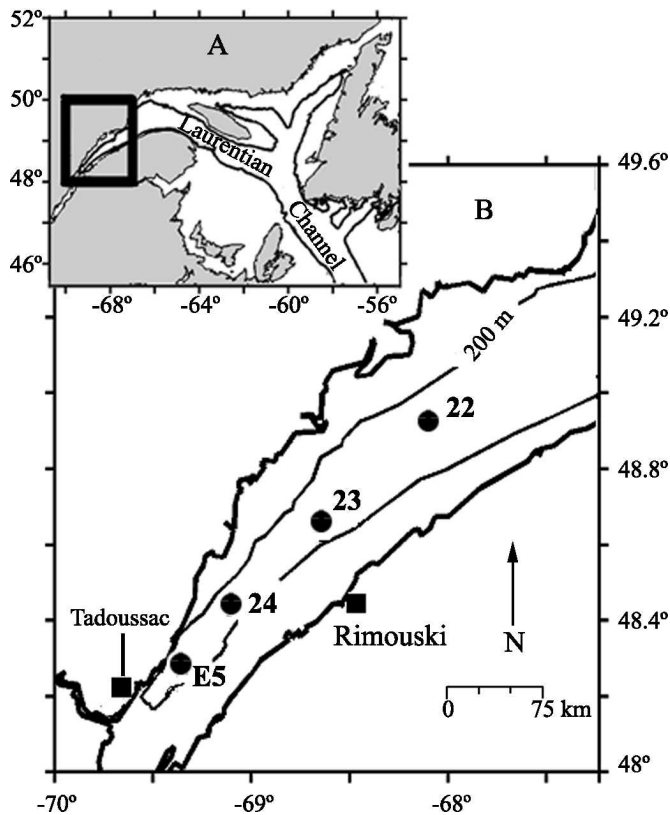 52º
50º
48º
46º
-68º
-64º
-60º
-56º
A
Laurentian
Channel
B
49.6º
49.2º
48.8º
48.4º
48º
200 m
22
23
24
E5
Tadoussac
Rimouski
N
0
75 km
-70º
-69º
-68º